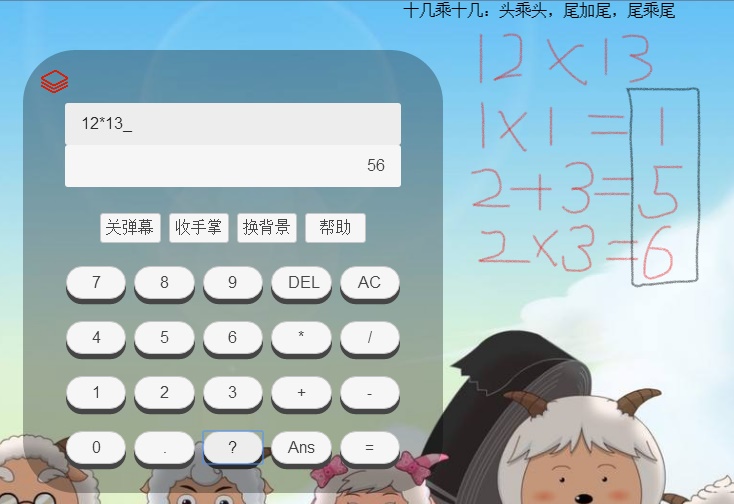 十几乘十几：头乘头，尾加尾，尾乘尾
12×13
1×1=1
2+3=5
2×3=6
12*13_
56
关弹幕 收手掌 换背景 帮助
7 8 9 DEL AC
4 5 6 * /
1 2 3 + -
0 . ? Ans =